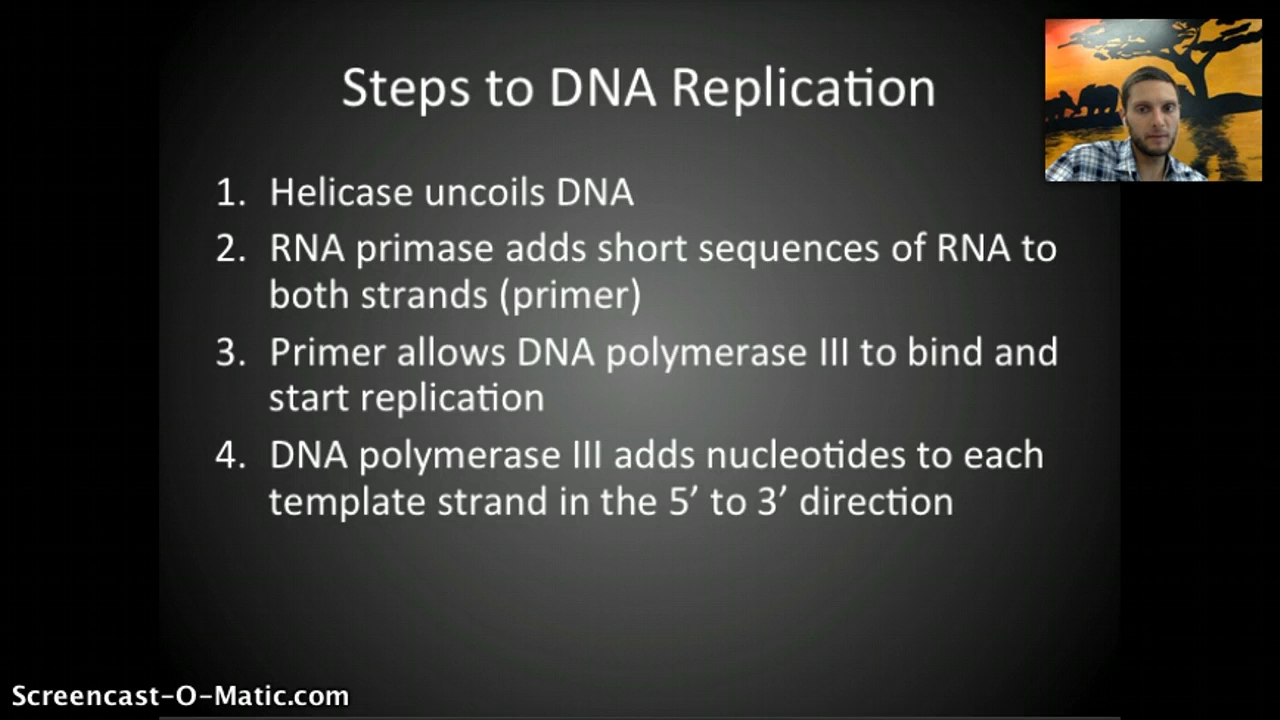 Steps to DNA Replication
1. Helicase uncoils DNA
2. RNA primase adds short sequences of RNA to
both strands (primer)
3. Primer allows DNA polymerase III to bind and
start replication
4. DNA polymerase III adds nucleotides to each
template strand in the 5’ to 3’ direction
Screencast-O-Matic.com